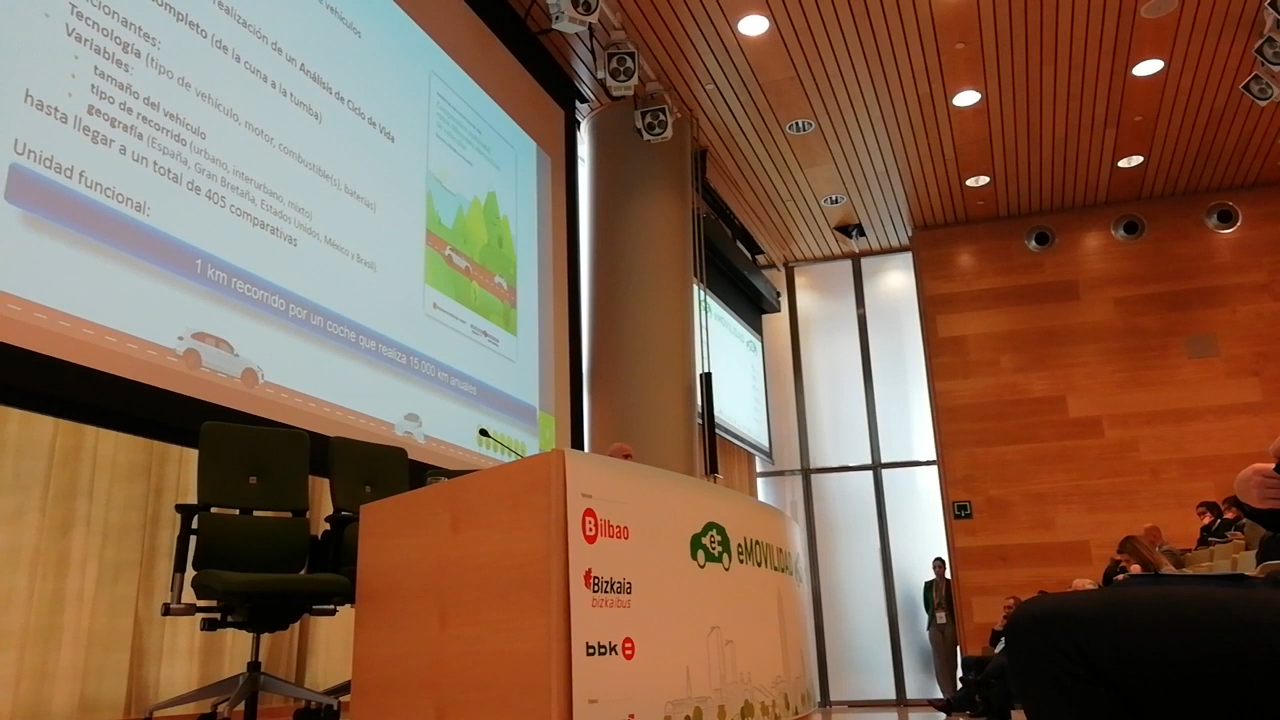 vehículos
realización de un Análisis de Ciclo de Vida
completo (de la cuna a la tumba)
Tecnología (tipo de vehículo, motor, combustible(s), baterías)
Variables:
tamaño del vehículo
tipo de recorrido (urbano, interurbano, mixto)
geografía (España, Gran Bretaña, Estados Unidos, México y Brasil)
hasta llegar a un total de 405 comparativas
Unidad funcional:
1 km recorrido por un coche que realiza 15.000 km anuales
eMOVILIDAD
Bilbao
eMOVILIDAD
Bizkaia
bizkaibus
bbk